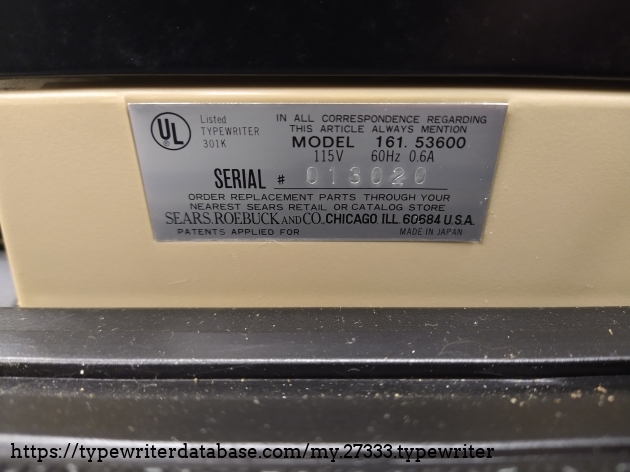 UL
Listed
TYPEWRITER
301K
IN ALL CORRESPONDENCE REGARDING
THIS ARTICLE ALWAYS MENTION
MODEL 161. 53600
115V 60Hz 0.6A
SERIAL # 013020
ORDER REPLACEMENT PARTS THROUGH YOUR
NEAREST SEARS RETAIL OR CATALOG STORE
SEARS, ROEBUCK AND CO. CHICAGO. ILL. 60684 U.S.A.
PATENTS APPLIED FOR MADE IN JAPAN
https://typewriterdatabase.com/my.27333.typewriter